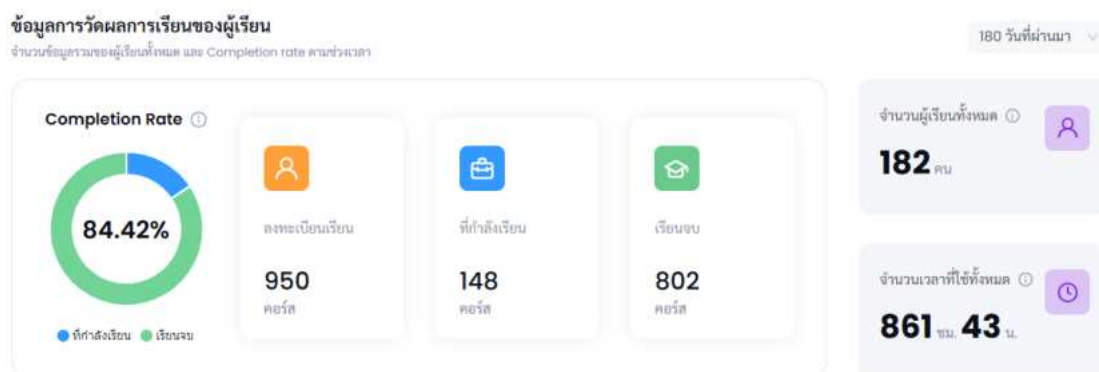 ข้อมูลการวัดผลการเรียนของผู้เรียน
จำนวนข้อมูลรวมของผู้เรียนทั้งหมด และ Completion rate ตามช่วงเวลา
180 วันที่ผ่านมา
Completion Rate
84.42%
ที่กำลังเรียน เรียนจบ
ลงทะเบียนเรียน
950
คอร์ส
ที่กำลังเรียน
148
คอร์ส
เรียนจบ
802
คอร์ส
จำนวนผู้เรียนทั้งหมด
182 คน
จำนวนเวลาที่ใช้ทั้งหมด
861 ชม. 43 น.